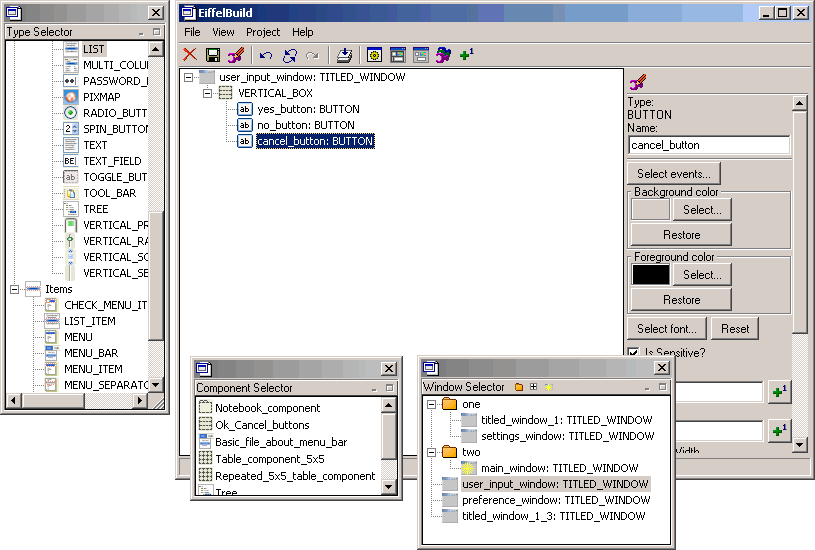 Type Selector
LIST
MULTI_COLU
PASSWORD_F
PIXMAP
RADIO_BUTT
SPIN_BUTTON
TEXT
TEXT_FIELD
TOGGLE_BUT
TOOL_BAR
TREE
VERTICAL_PR
VERTICAL_RA
VERTICAL_SC
VERTICAL_SE
Items
CHECK_MENU_IT
LIST_ITEM
MENU
MENU_BAR
MENU_ITEM
MENU_SEPARATO
EiffelBuild
File View Project Help
user_input_window: TITLED_WINDOW
VERTICAL_BOX
yes_button: BUTTON
no_button: BUTTON
cancel_button: BUTTON
Type:
BUTTON
Name:
cancel_button
Select events...
Background color
Select...
Restore
Foreground color
Select...
Restore
Select font... Reset
Is Sensitive?
Component Selector
Notebook_component
Ok_Cancel_buttons
Basic_file_about_menu_bar
Table_component_5x5
Repeated_5x5_table_component
Tree
Window Selector
one
titled_window_1: TITLED_WINDOW
settings_window: TITLED_WINDOW
two
main_window: TITLED_WINDOW
user_input_window: TITLED_WINDOW
preference_window: TITLED_WINDOW
titled_window_1_3: TITLED_WINDOW